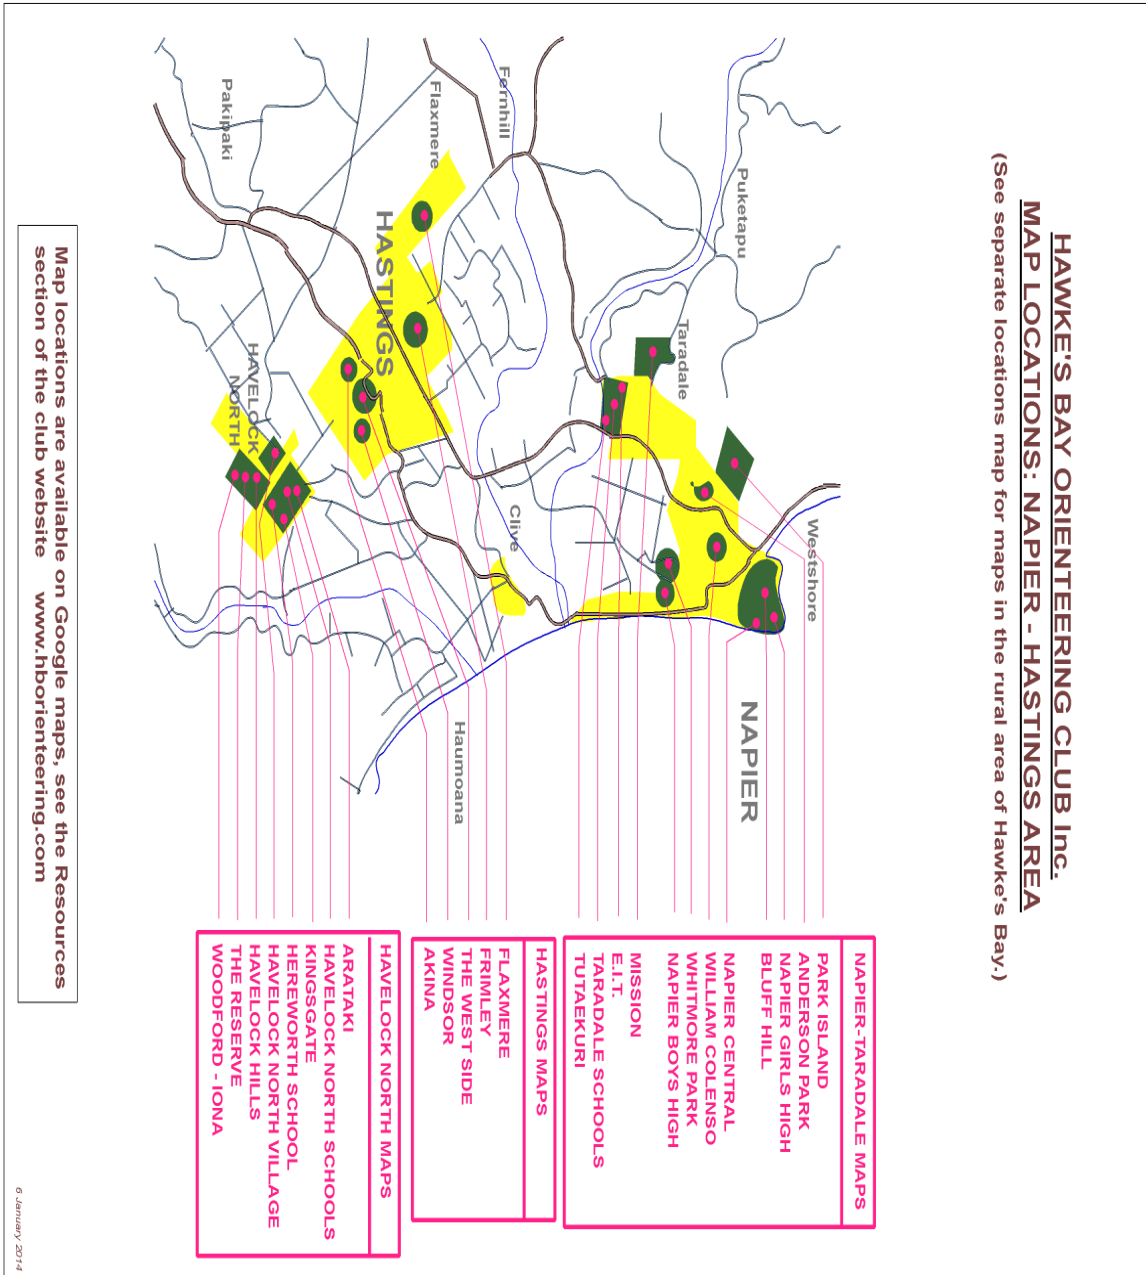 HAWKE'S BAY ORIENTEERING CLUB Inc.
MAP LOCATIONS: NAPIER - HASTINGS AREA
(See separate locations map for maps in the rural area of Hawke's Bay.)
Westshore
NAPIER
Puketapu
Taradale
Clive
Fernhill
Haumoana
Flaxmere
HASTINGS
HAVELOCK
NORTH
Pakipaki
NAPIER-TARADALE MAPS
PARK ISLAND
ANDERSON PARK
NAPIER GIRLS HIGH
BLUFF HILL
NAPIER CENTRAL
WILLIAM COLENSO
WHITMORE PARK
NAPIER BOYS HIGH
MISSION
E.I.T.
TARADALE SCHOOLS
TUTAEKURI
HASTINGS MAPS
FLAXMERE
FRIMLEY
THE WEST SIDE
WINDSOR
AKINA
HAVELOCK NORTH MAPS
ARATAKI
HAVELOCK NORTH SCHOOLS
KINGSGATE
HEREWORTH SCHOOL
HAVELOCK NORTH VILLAGE
HAVELOCK HILLS
THE RESERVE
WOODFORD - IONA
Map locations are available on Google maps, see the Resources
section of the club website www.hborienteering.com
6 January 2014